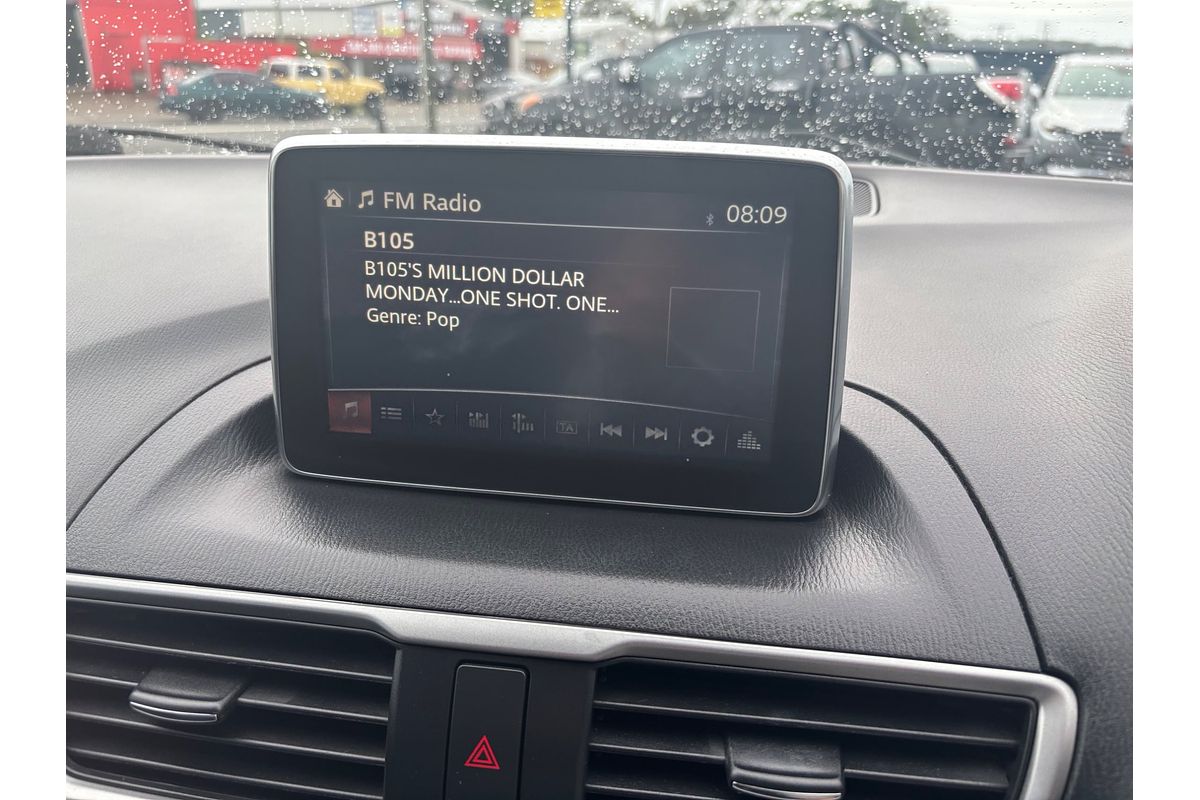 FM Radio
08:09
B105
B105'S MILLION DOLLAR
MONDAY...ONE SHOT. ONE...
Genre: Pop
TA